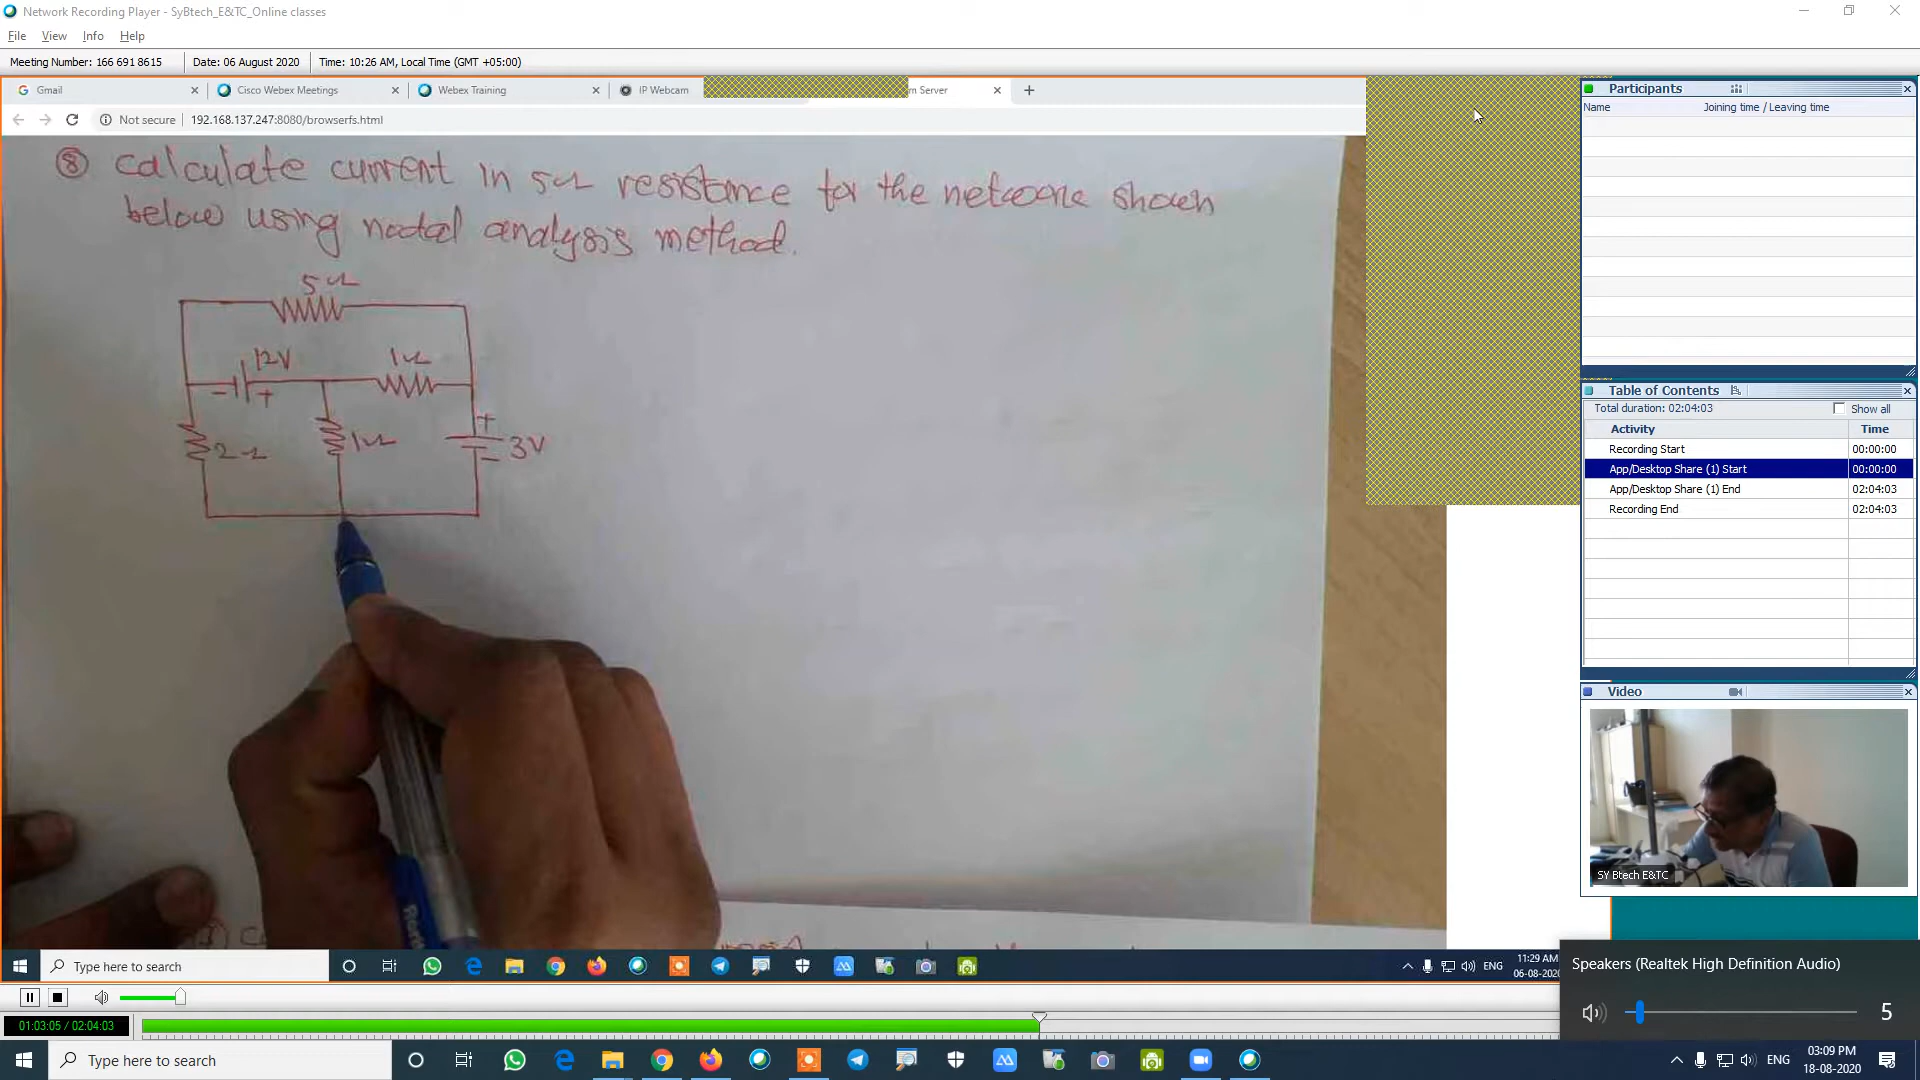 Network Recording Player - SyBtech_E&TC_Online classes
File View Info Help
Meeting Number: 166 691 8615 Date: 06 August 2020 Time: 10:26 AM, Local Time (GMT +05:00)
Gmail Cisco Webex Meetings Webex Training IP Webcam m Server
Not secure 192.168.137.247:8080/browserfs.html
⑧ Calculate current in 5Ω resistance for the network shown
below using nodal analysis method.
5Ω
12V 1Ω
- +
+
2Ω 1Ω 3V
-
Participants
Name Joining time / Leaving time
Table of Contents
Total duration: 02:04:03 Show all
Activity Time
Recording Start 00:00:00
App/Desktop Share (1) Start 00:00:00
App/Desktop Share (1) End 02:04:03
Recording End 02:04:03
Video
SY Btech E&TC
Type here to search
ENG
11:29 AM
06-08-2020
Speakers (Realtek High Definition Audio)
5
01:03:05 / 02:04:03
Type here to search
ENG
03:09 PM
18-08-2020